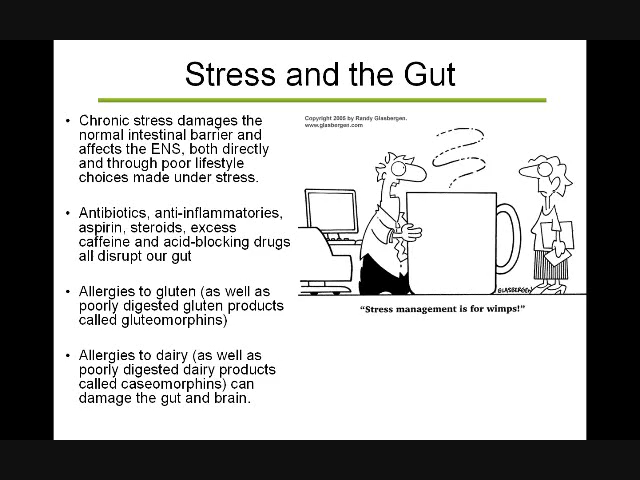 Stress and the Gut
• Chronic stress damages the
normal intestinal barrier and
affects the ENS, both directly
and through poor lifestyle
choices made under stress.
• Antibiotics, anti-inflammatories,
aspirin, steroids, excess
caffeine and acid-blocking drugs
all disrupt our gut
• Allergies to gluten (as well as
poorly digested gluten products
called gluteomorphins)
• Allergies to dairy (as well as
poorly digested dairy products
called caseomorphins) can
damage the gut and brain.
Copyright 2005 by Randy Glasbergen.
www.glasbergen.com
GLASBERGEN
"Stress management is for wimps!"